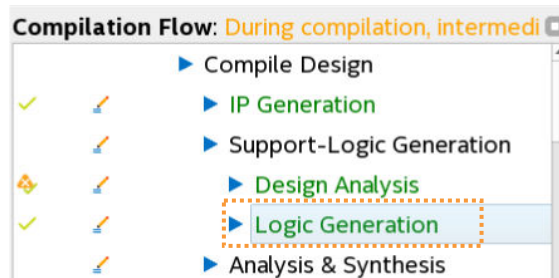 Compilation Flow: During compilation, intermedi
Compile Design
IP Generation
Support-Logic Generation
Design Analysis
Logic Generation
Analysis & Synthesis